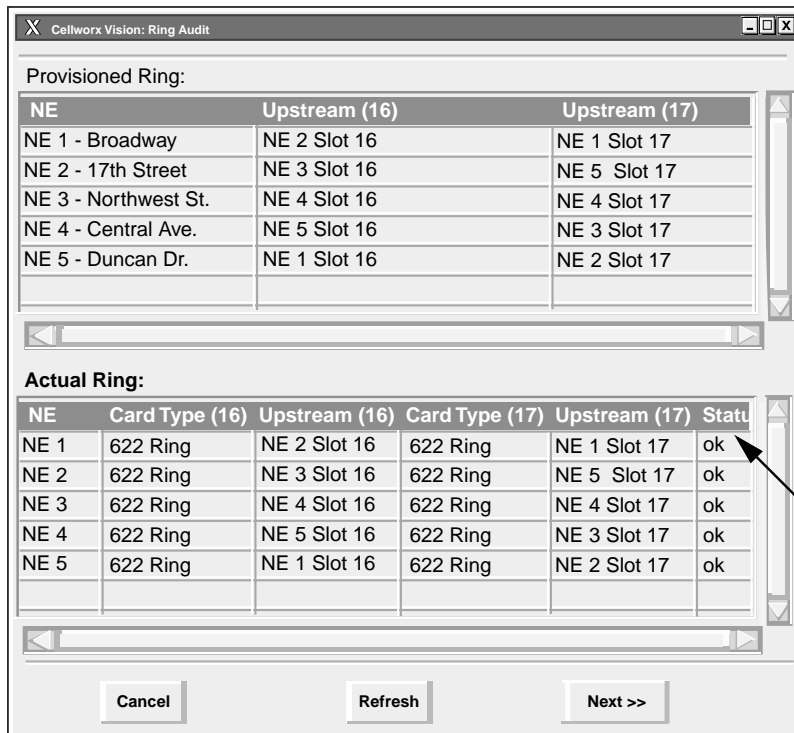 X Cellworx Vision: Ring Audit
Provisioned Ring:
NE Upstream (16) Upstream (17)
NE 1 - Broadway NE 2 Slot 16 NE 1 Slot 17
NE 2 - 17th Street NE 3 Slot 16 NE 5 Slot 17
NE 3 - Northwest St. NE 4 Slot 16 NE 4 Slot 17
NE 4 - Central Ave. NE 5 Slot 16 NE 3 Slot 17
NE 5 - Duncan Dr. NE 1 Slot 16 NE 2 Slot 17
Actual Ring:
NE Card Type (16) Upstream (16) Card Type (17) Upstream (17) Statu
NE 1 622 Ring NE 2 Slot 16 622 Ring NE 1 Slot 17 ok
NE 2 622 Ring NE 3 Slot 16 622 Ring NE 5 Slot 17 ok
NE 3 622 Ring NE 4 Slot 16 622 Ring NE 4 Slot 17 ok
NE 4 622 Ring NE 5 Slot 16 622 Ring NE 3 Slot 17 ok
NE 5 622 Ring NE 1 Slot 16 622 Ring NE 2 Slot 17 ok
Cancel Refresh Next >>